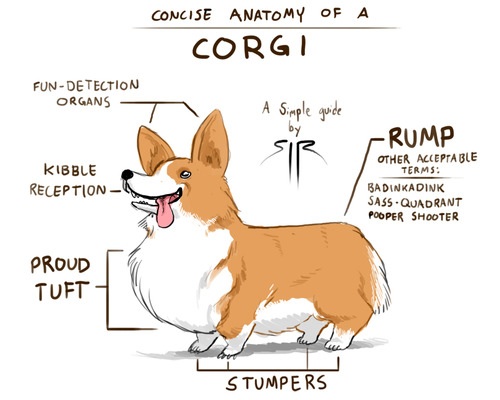 CONCISE ANATOMY OF A
CORGI
FUN-DETECTION
ORGANS
A Simple guide
by
SIR
RUMP
OTHER ACCEPTABLE
TERMS:
BADINKADINK
SASS-QUADRANT
POOPER SHOOTER
KIBBLE
RECEPTION
PROUD
TUFT
STUMPERS